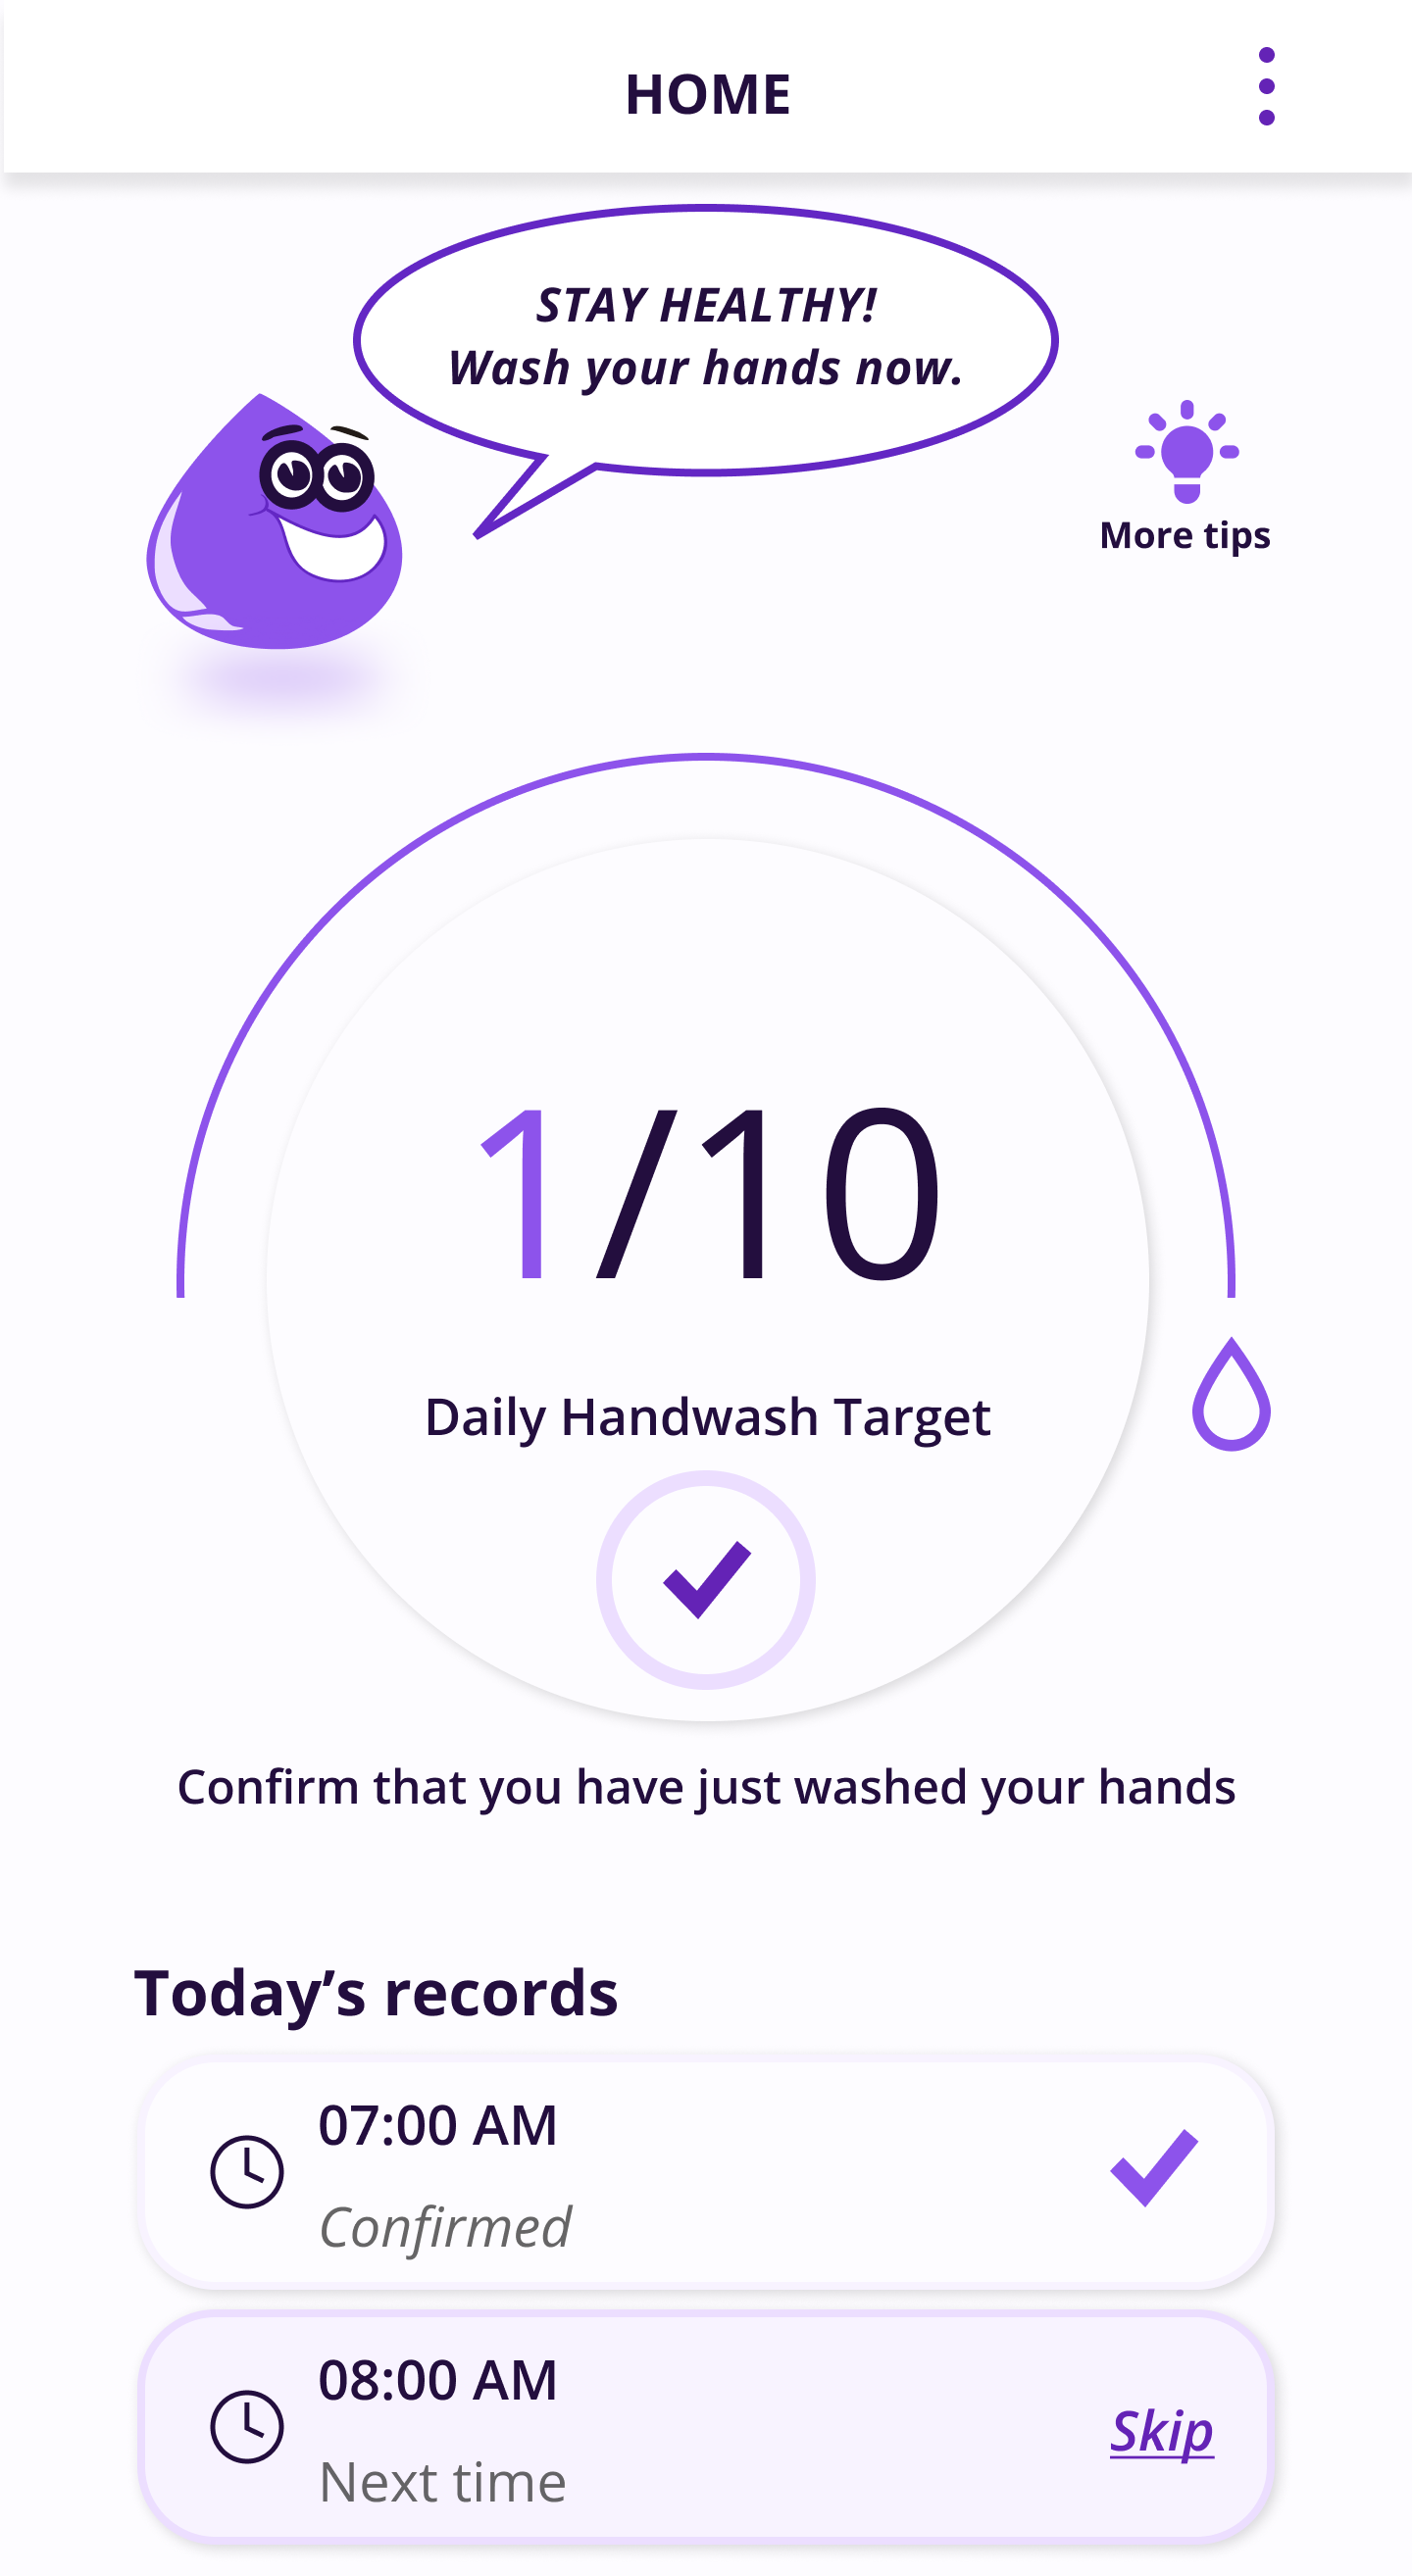 HOME
STAY HEALTHY!
Wash your hands now.
More tips
1/10
Daily Handwash Target
Confirm that you have just washed your hands
Today’s records
07:00 AM
Confirmed
08:00 AM
Skip
Next time